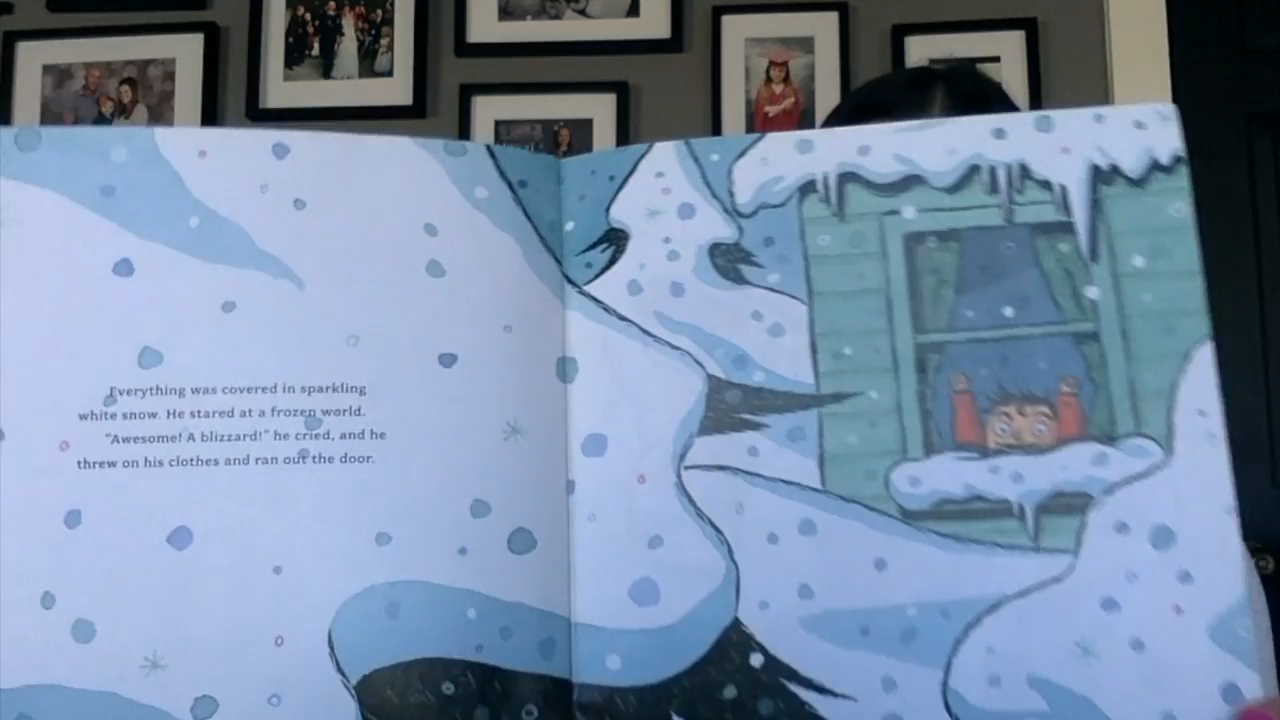 Everything was covered in sparkling
white snow. He stared at a frozen world.
"Awesome! A blizzard!" he cried, and he
threw on his clothes and ran out the door.